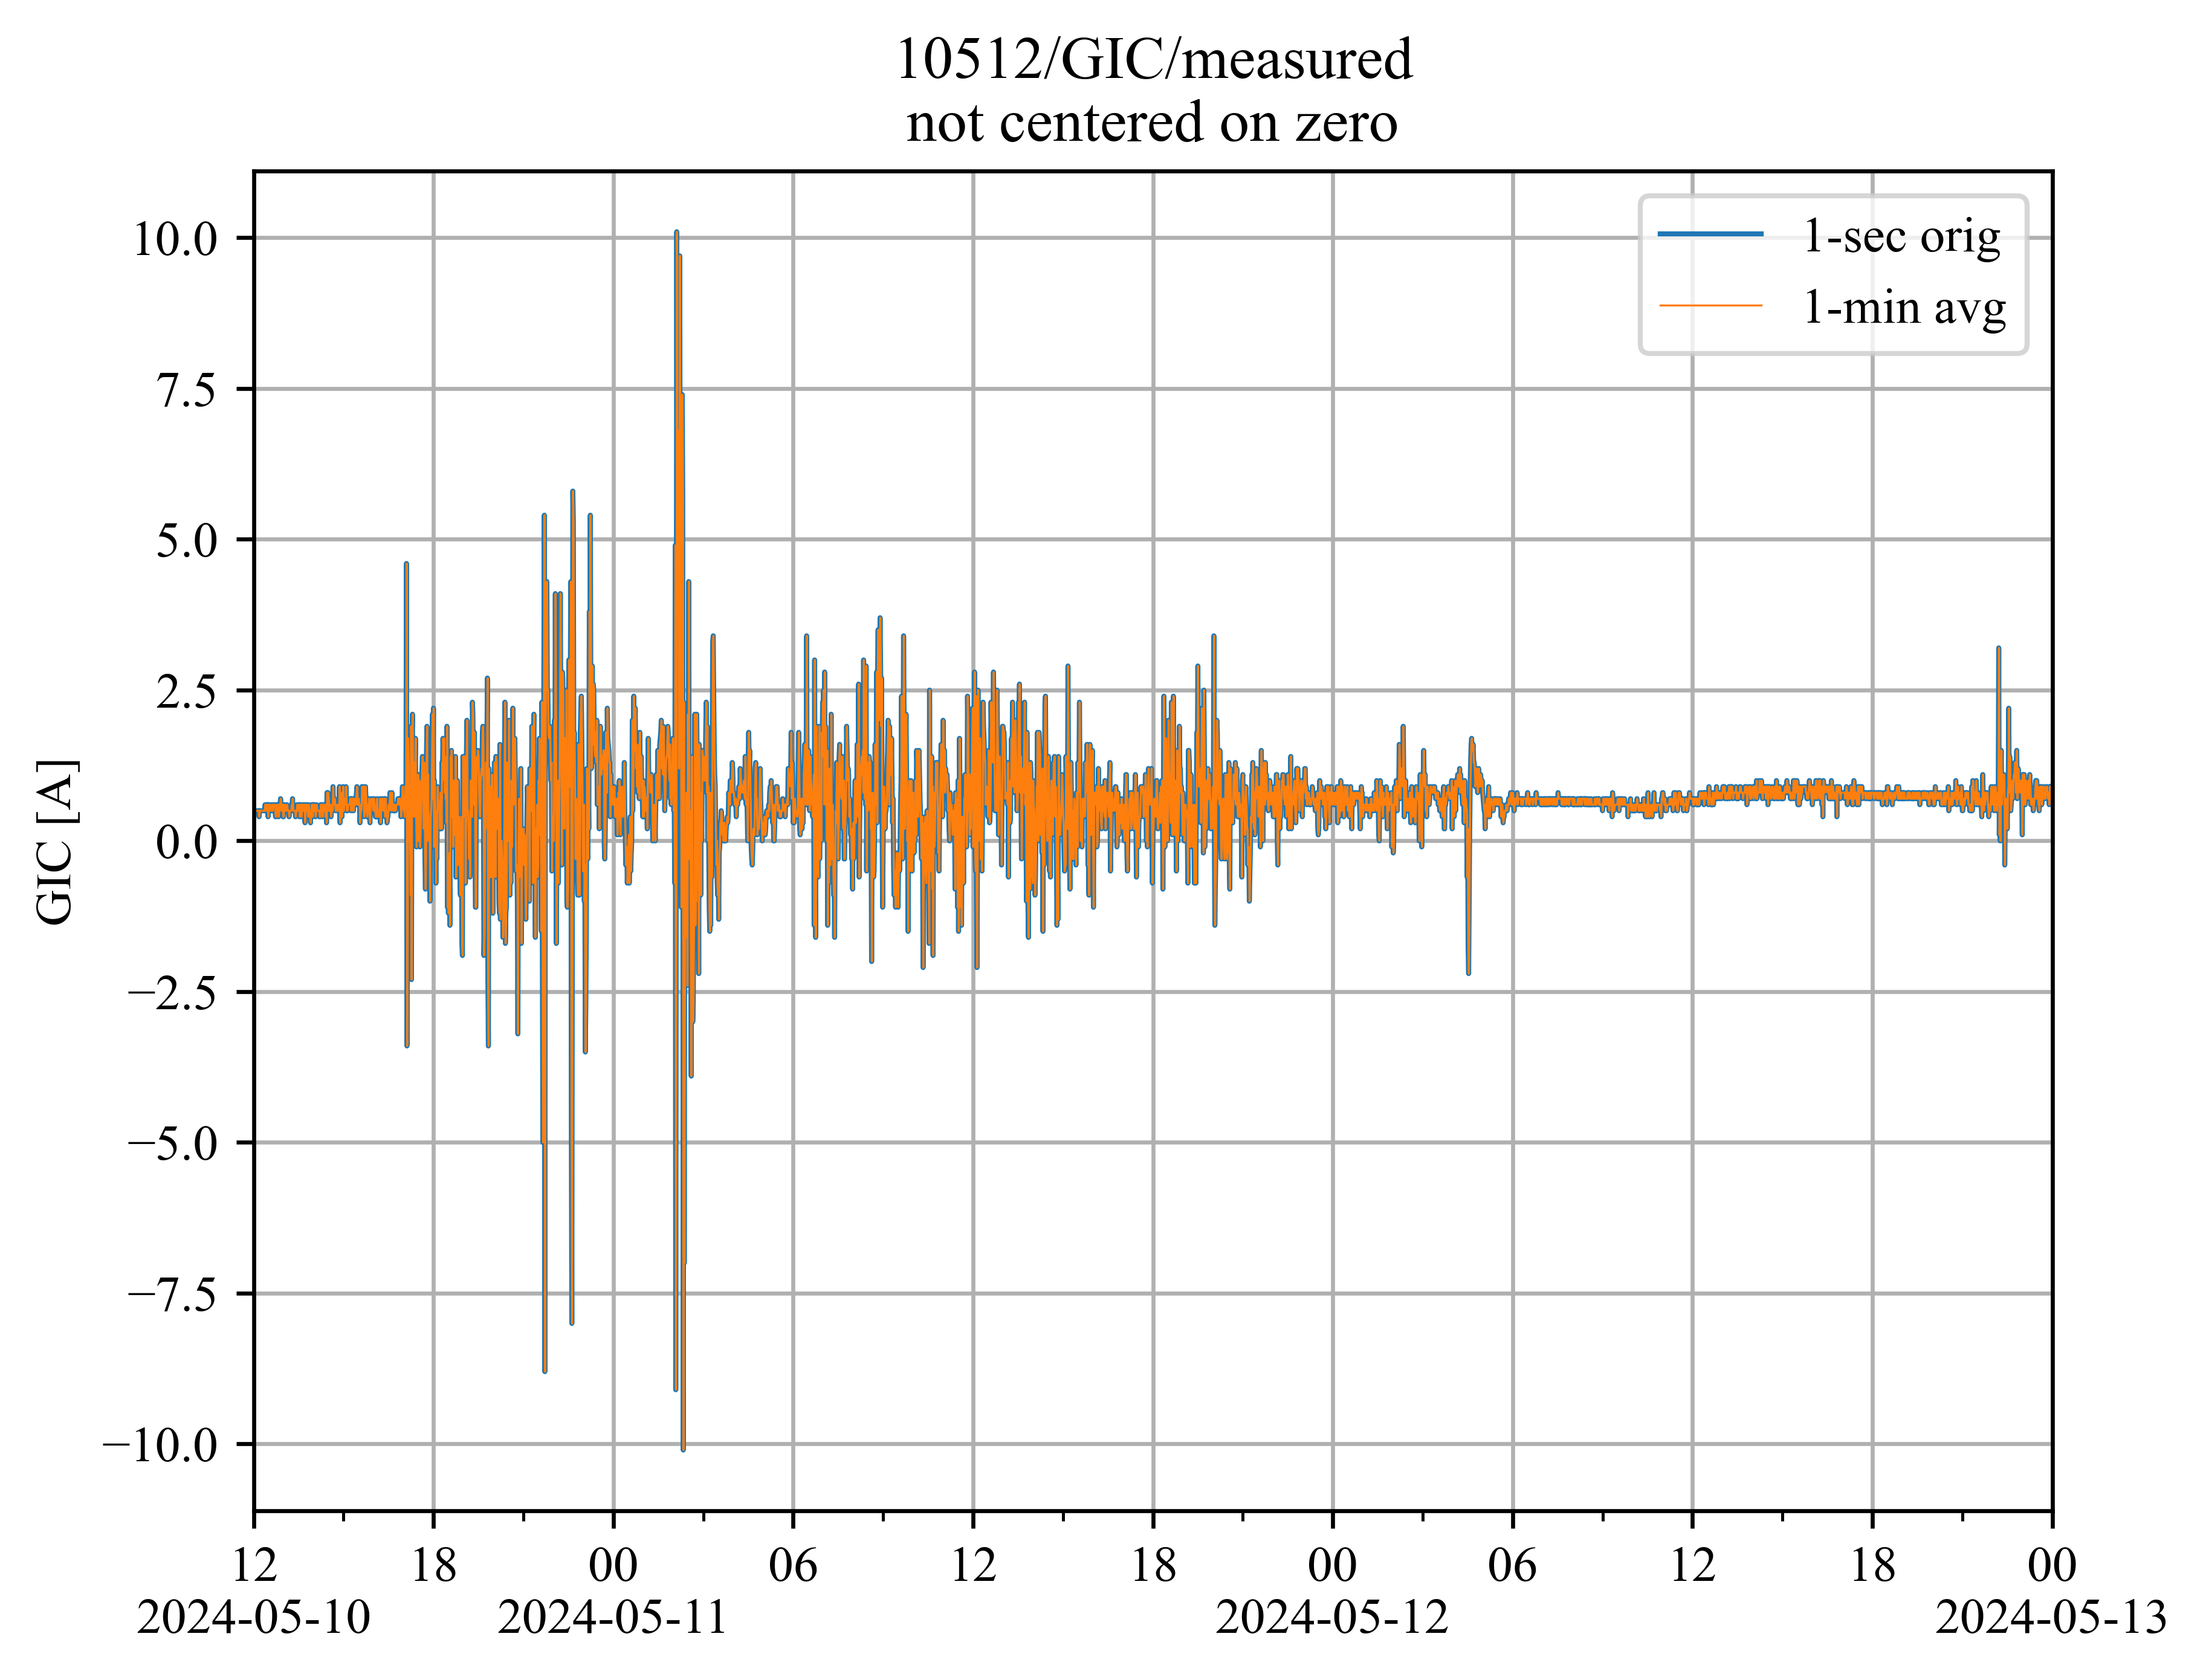 10512/GIC/measured
not centered on zero
1-sec orig
1-min avg
10.0
7.5
5.0
2.5
0.0
−2.5
−5.0
−7.5
−10.0
GIC [A]
12 18 00 06 12 18 00 06 12 18 00
2024-05-10 2024-05-11 2024-05-12 2024-05-13